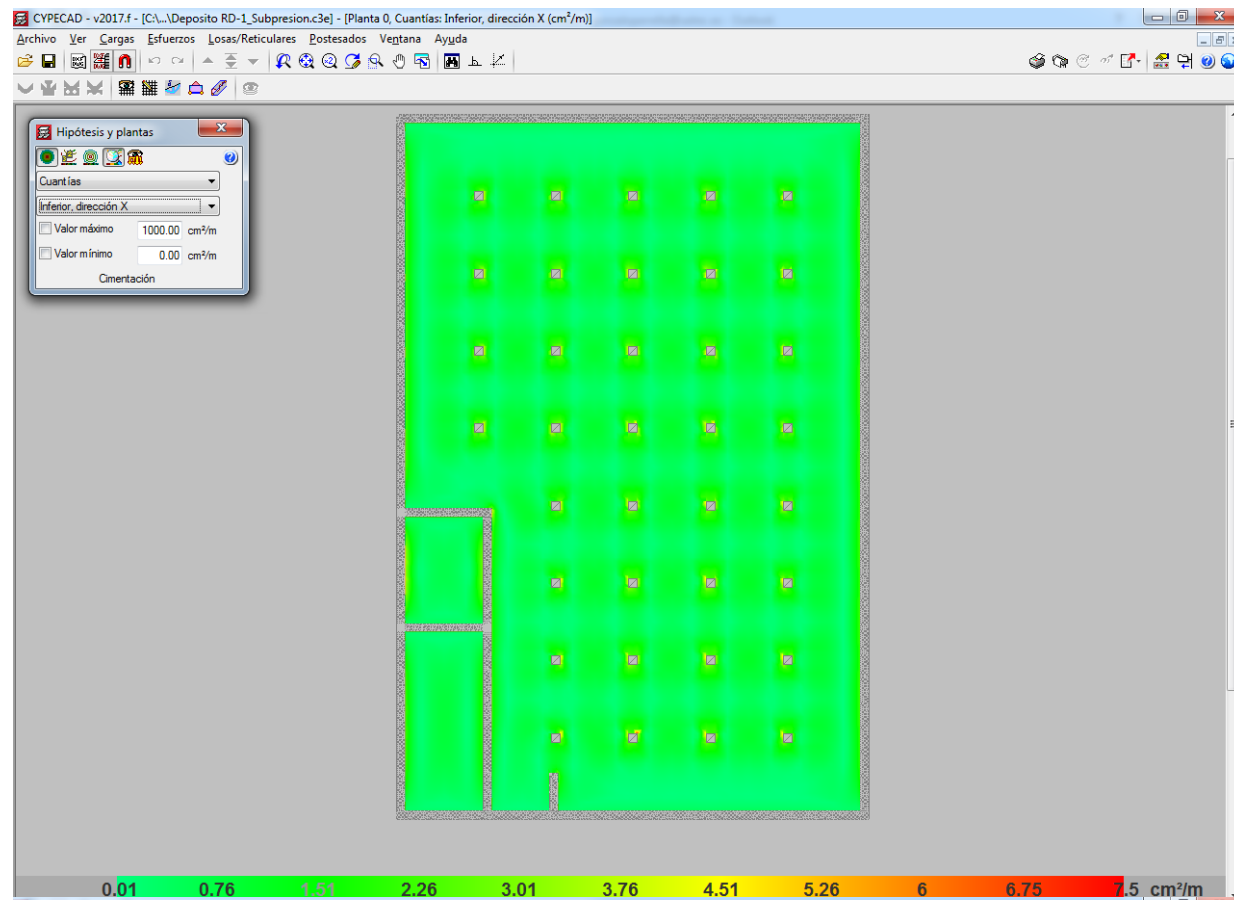 CYPECAD - v2017.f - [C:\...\Deposito RD-1_Subpresion.c3e] - [Planta 0, Cuantías: Inferior, dirección X (cm²/m)]
Archivo Ver Cargas Esfuerzos Losas/Reticulares Postesados Ventana Ayuda
Hipótesis y plantas
Cuantías
Inferior, dirección X
Valor máximo 1000.00 cm²/m
Valor mínimo 0.00 cm²/m
Cimentación
0.01 0.76 1.51 2.26 3.01 3.76 4.51 5.26 6 6.75 7.5 cm²/m